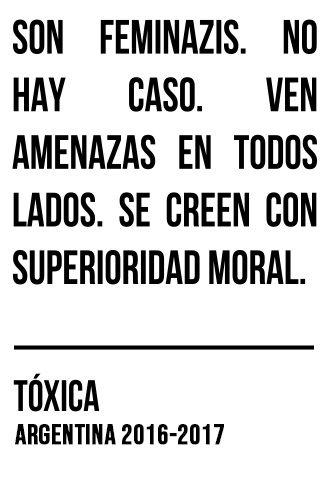 SON FEMINAZIS. NO
HAY CASO. VEN
AMENAZAS EN TODOS
LADOS. SE CREEN CON
SUPERIORIDAD MORAL.
TÓXICA
ARGENTINA 2016-2017